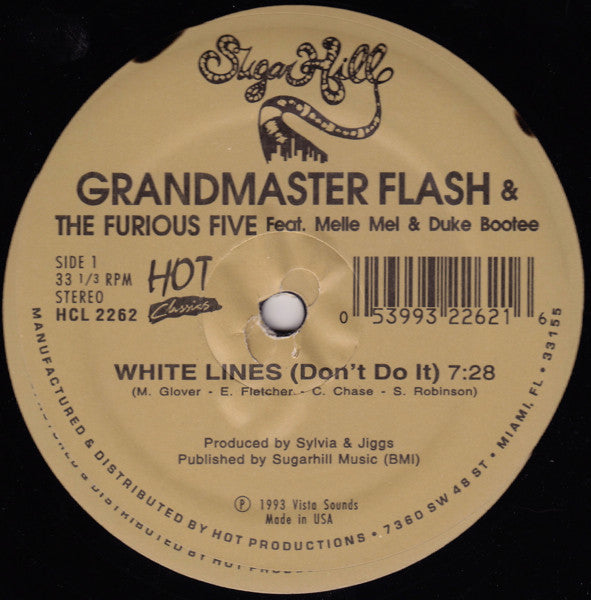 Sugar Hill
GRANDMASTER FLASH &
THE FURIOUS FIVE Feat. Melle Mel & Duke Bootee
SIDE 1
33 1/3 RPM
STEREO
HCL 2262
HOT
Classics
0 53993 22621 6
WHITE LINES (Don't Do It) 7:28
(M. Glover - E. Fletcher - C. Chase - S. Robinson)
Produced by Sylvia & Jiggs
Published by Sugarhill Music (BMI)
Ⓟ 1993 Vista Sounds
Made in USA
MANUFACTURED & DISTRIBUTED BY HOT PRODUCTIONS • 7360 SW 48 ST • MIAMI, FL • 33155